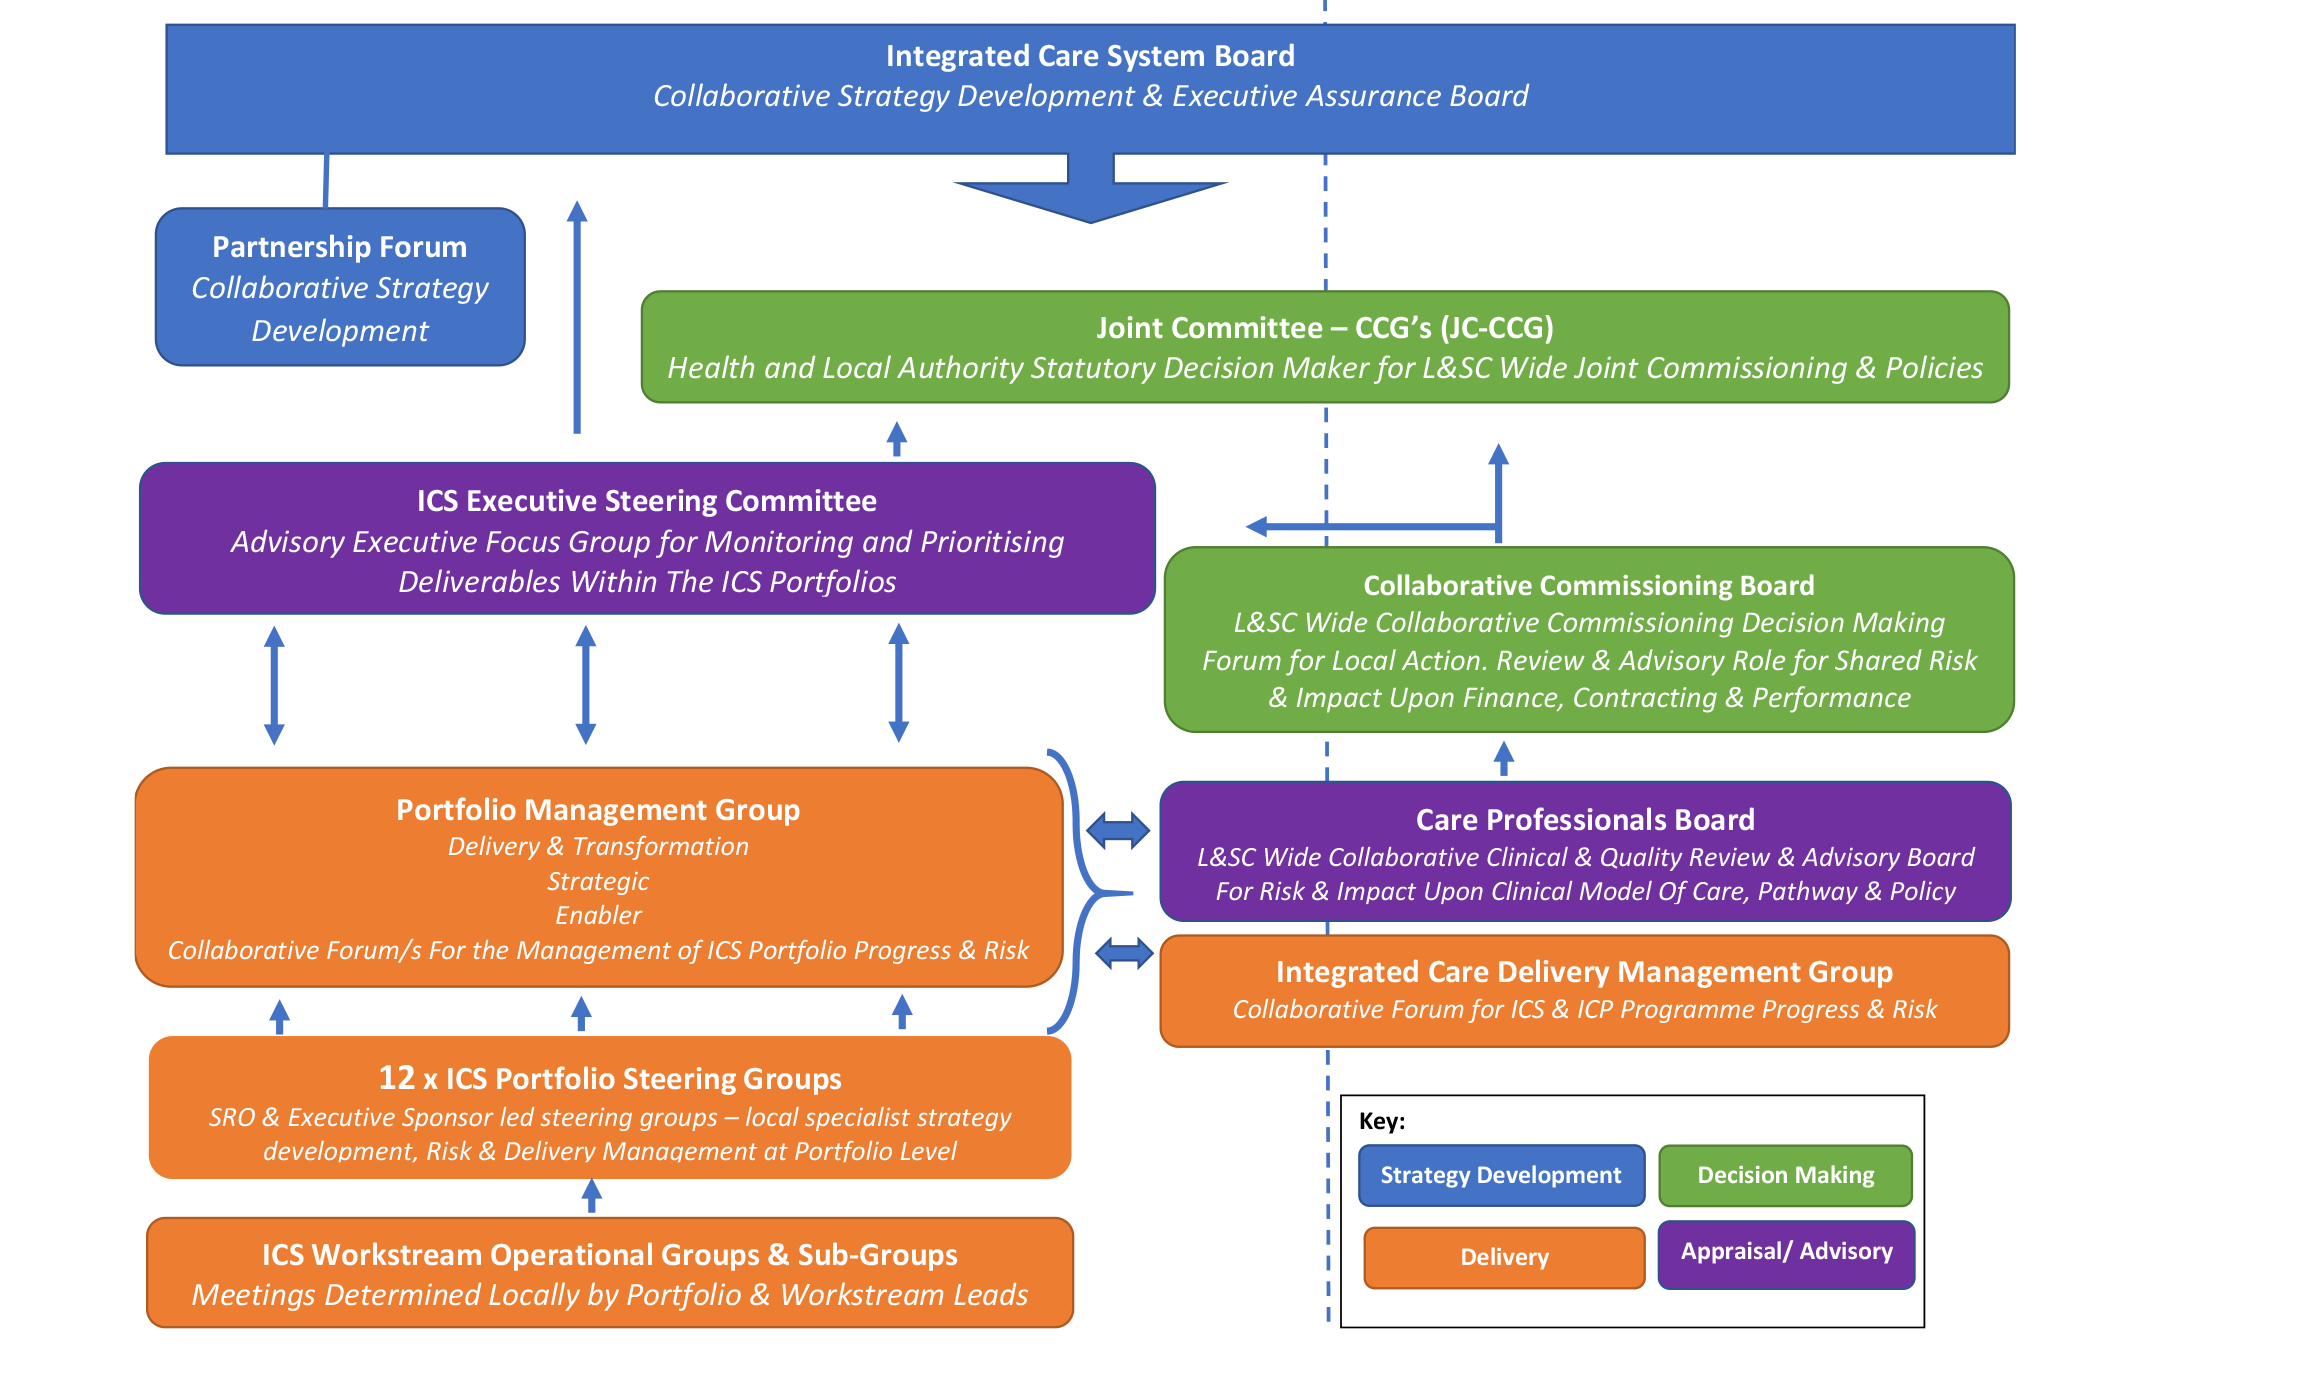 Integrated Care System Board
Collaborative Strategy Development & Executive Assurance Board
Partnership Forum
Collaborative Strategy
Development
Joint Committee – CCG’s (JC-CCG)
Health and Local Authority Statutory Decision Maker for L&SC Wide Joint Commissioning & Policies
ICS Executive Steering Committee
Advisory Executive Focus Group for Monitoring and Prioritising
Deliverables Within The ICS Portfolios
Collaborative Commissioning Board
L&SC Wide Collaborative Commissioning Decision Making
Forum for Local Action. Review & Advisory Role for Shared Risk
& Impact Upon Finance, Contracting & Performance
Portfolio Management Group
Delivery & Transformation
Strategic
Enabler
Collaborative Forum/s For the Management of ICS Portfolio Progress & Risk
Care Professionals Board
L&SC Wide Collaborative Clinical & Quality Review & Advisory Board
For Risk & Impact Upon Clinical Model Of Care, Pathway & Policy
Integrated Care Delivery Management Group
Collaborative Forum for ICS & ICP Programme Progress & Risk
12 x ICS Portfolio Steering Groups
SRO & Executive Sponsor led steering groups – local specialist strategy
development, Risk & Delivery Management at Portfolio Level
ICS Workstream Operational Groups & Sub-Groups
Meetings Determined Locally by Portfolio & Workstream Leads
Key:
Strategy Development
Decision Making
Delivery
Appraisal/ Advisory